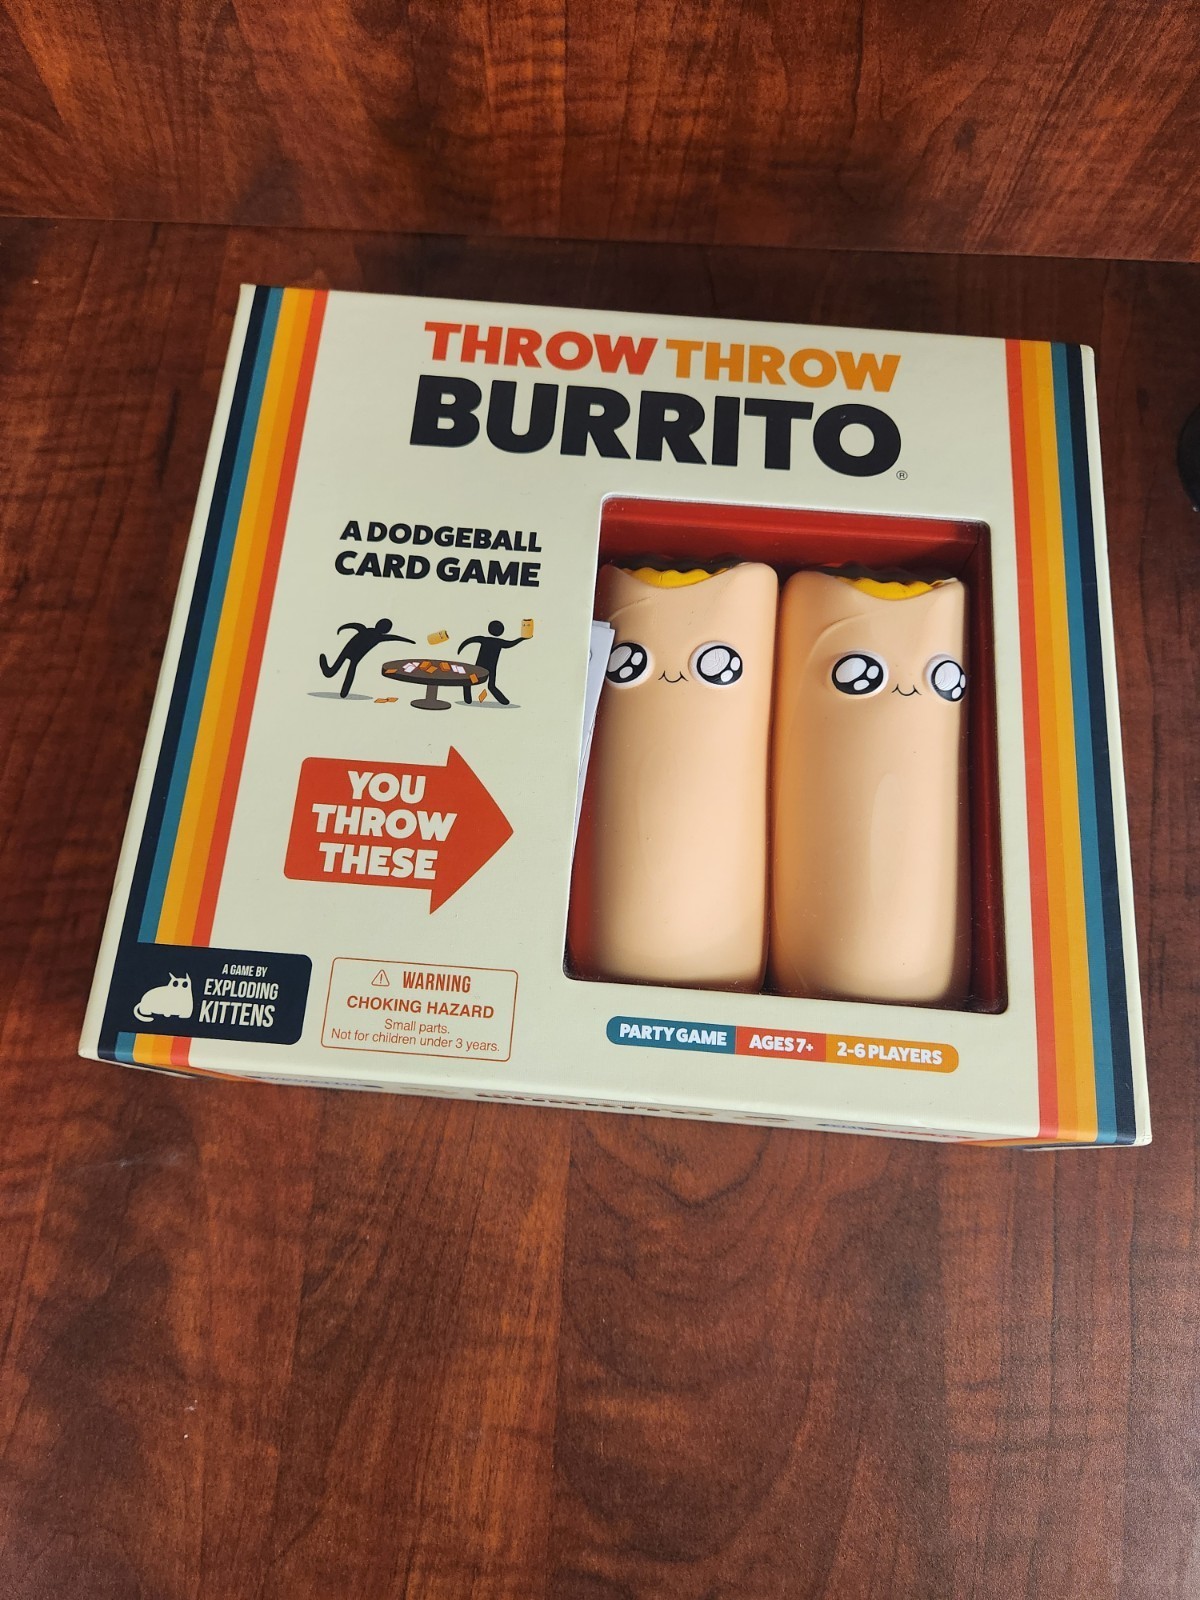 THROW THROW
BURRITO
®
A DODGEBALL
CARD GAME
YOU
THROW
THESE
A GAME BY
EXPLODING
KITTENS
WARNING
CHOKING HAZARD
Small parts.
Not for children under 3 years.
PARTY GAME AGES 7+ 2-6 PLAYERS